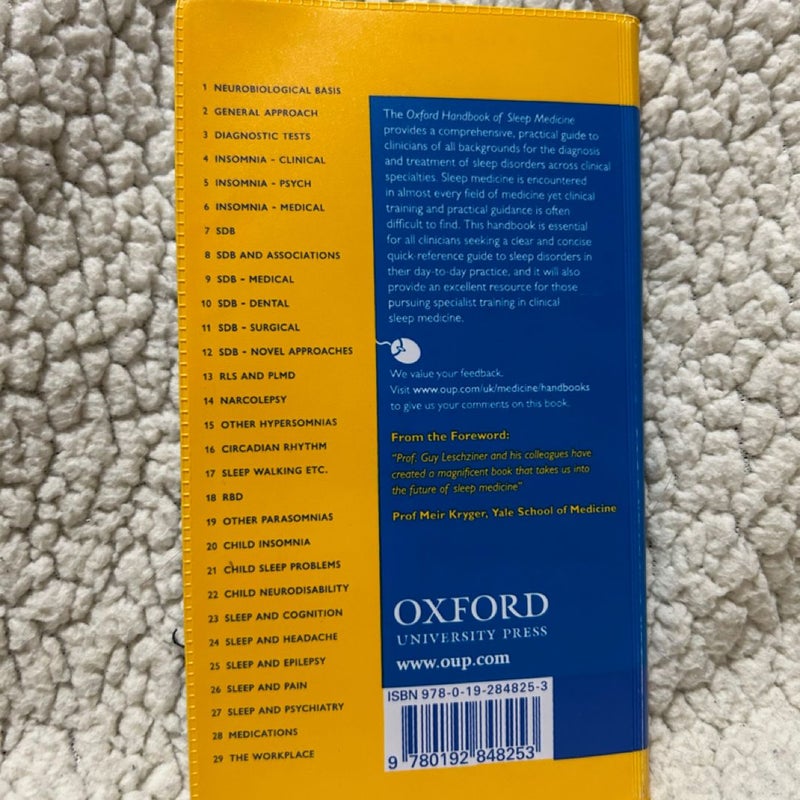 1 NEUROBIOLOGICAL BASIS
2 GENERAL APPROACH
3 DIAGNOSTIC TESTS
4 INSOMNIA - CLINICAL
5 INSOMNIA - PSYCH
6 INSOMNIA - MEDICAL
7 SDB
8 SDB AND ASSOCIATIONS
9 SDB - MEDICAL
10 SDB - DENTAL
11 SDB - SURGICAL
12 SDB - NOVEL APPROACHES
13 RLS AND PLMD
14 NARCOLEPSY
15 OTHER HYPERSOMNIAS
16 CIRCADIAN RHYTHM
17 SLEEP WALKING ETC.
18 RBD
19 OTHER PARASOMNIAS
20 CHILD INSOMNIA
21 CHILD SLEEP PROBLEMS
22 CHILD NEURODISABILITY
23 SLEEP AND COGNITION
24 SLEEP AND HEADACHE
25 SLEEP AND EPILEPSY
26 SLEEP AND PAIN
27 SLEEP AND PSYCHIATRY
28 MEDICATIONS
29 THE WORKPLACE
The Oxford Handbook of Sleep Medicine
provides a comprehensive, practical guide to
clinicians of all backgrounds for the diagnosis
and treatment of sleep disorders across clinical
specialties. Sleep medicine is encountered
in almost every field of medicine yet clinical
training and practical guidance is often
difficult to find. This handbook is essential
for all clinicians seeking a clear and concise
quick-reference guide to sleep disorders in
their day-to-day practice, and it will also
provide an excellent resource for those
pursuing specialist training in clinical
sleep medicine.
We value your feedback.
Visit www.oup.com/uk/medicine/handbooks
to give us your comments on this book.
From the Foreword:
"Prof. Guy Leschziner and his colleagues have
created a magnificent book that takes us into
the future of sleep medicine"
Prof Meir Kryger, Yale School of Medicine
OXFORD
UNIVERSITY PRESS
www.oup.com
ISBN 978-0-19-284825-3
9 780192 848253